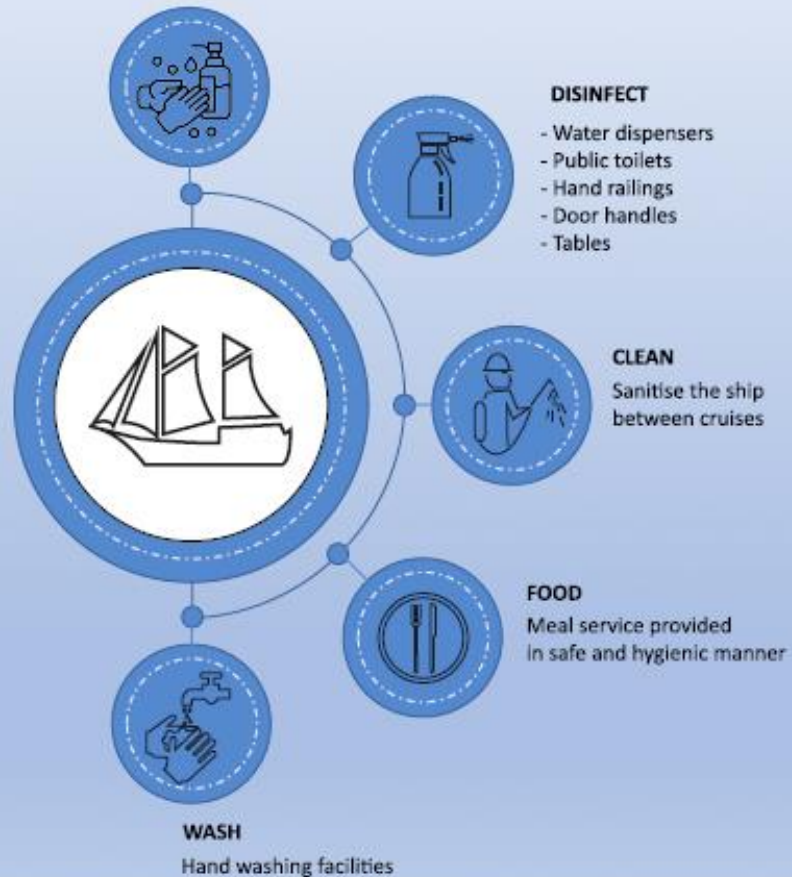 DISINFECT
- Water dispensers
- Public toilets
- Hand railings
- Door handles
- Tables
CLEAN
Sanitise the ship
between cruises
FOOD
Meal service provided
in safe and hygienic manner
WASH
Hand washing facilities